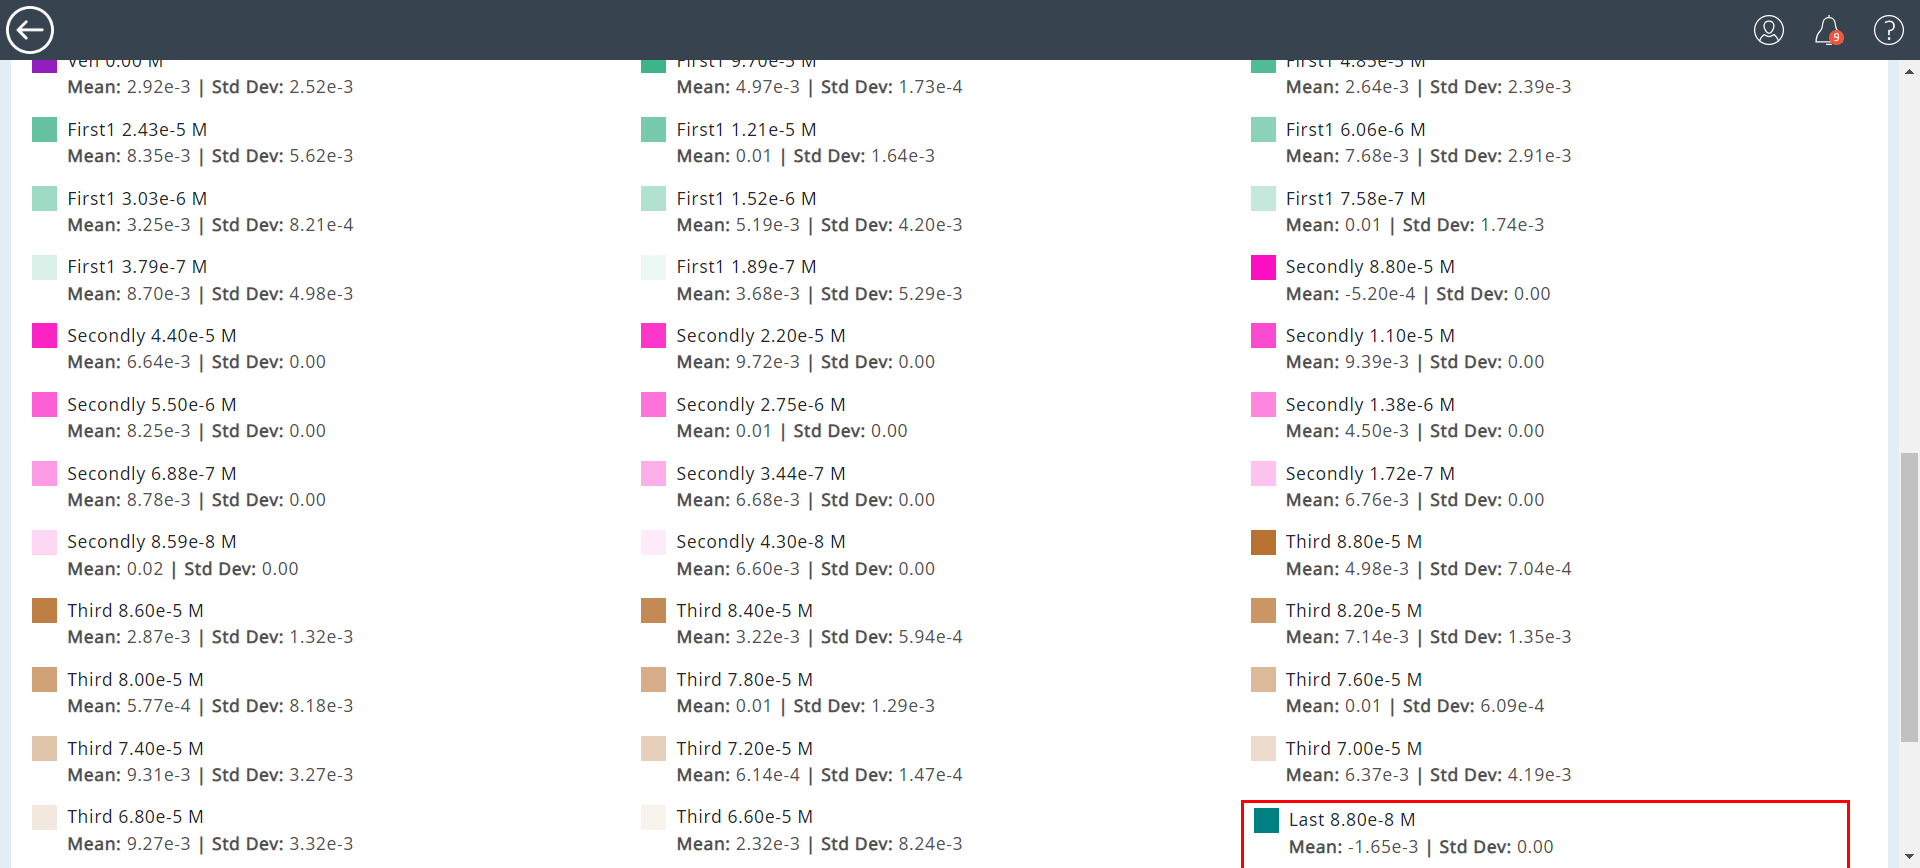 9
Veh 0.00 M
Mean: 2.92e-3 | Std Dev: 2.52e-3
First1 9.70e-5 M
Mean: 4.97e-3 | Std Dev: 1.73e-4
First1 4.85e-5 M
Mean: 2.64e-3 | Std Dev: 2.39e-3
First1 2.43e-5 M
Mean: 8.35e-3 | Std Dev: 5.62e-3
First1 1.21e-5 M
Mean: 0.01 | Std Dev: 1.64e-3
First1 6.06e-6 M
Mean: 7.68e-3 | Std Dev: 2.91e-3
First1 3.03e-6 M
Mean: 3.25e-3 | Std Dev: 8.21e-4
First1 1.52e-6 M
Mean: 5.19e-3 | Std Dev: 4.20e-3
First1 7.58e-7 M
Mean: 0.01 | Std Dev: 1.74e-3
First1 3.79e-7 M
Mean: 8.70e-3 | Std Dev: 4.98e-3
First1 1.89e-7 M
Mean: 3.68e-3 | Std Dev: 5.29e-3
Secondly 8.80e-5 M
Mean: -5.20e-4 | Std Dev: 0.00
Secondly 4.40e-5 M
Mean: 6.64e-3 | Std Dev: 0.00
Secondly 2.20e-5 M
Mean: 9.72e-3 | Std Dev: 0.00
Secondly 1.10e-5 M
Mean: 9.39e-3 | Std Dev: 0.00
Secondly 5.50e-6 M
Mean: 8.25e-3 | Std Dev: 0.00
Secondly 2.75e-6 M
Mean: 0.01 | Std Dev: 0.00
Secondly 1.38e-6 M
Mean: 4.50e-3 | Std Dev: 0.00
Secondly 6.88e-7 M
Mean: 8.78e-3 | Std Dev: 0.00
Secondly 3.44e-7 M
Mean: 6.68e-3 | Std Dev: 0.00
Secondly 1.72e-7 M
Mean: 6.76e-3 | Std Dev: 0.00
Secondly 8.59e-8 M
Mean: 0.02 | Std Dev: 0.00
Secondly 4.30e-8 M
Mean: 6.60e-3 | Std Dev: 0.00
Third 8.80e-5 M
Mean: 4.98e-3 | Std Dev: 7.04e-4
Third 8.60e-5 M
Mean: 2.87e-3 | Std Dev: 1.32e-3
Third 8.40e-5 M
Mean: 3.22e-3 | Std Dev: 5.94e-4
Third 8.20e-5 M
Mean: 7.14e-3 | Std Dev: 1.35e-3
Third 8.00e-5 M
Mean: 5.77e-4 | Std Dev: 8.18e-3
Third 7.80e-5 M
Mean: 0.01 | Std Dev: 1.29e-3
Third 7.60e-5 M
Mean: 0.01 | Std Dev: 6.09e-4
Third 7.40e-5 M
Mean: 9.31e-3 | Std Dev: 3.27e-3
Third 7.20e-5 M
Mean: 6.14e-4 | Std Dev: 1.47e-4
Third 7.00e-5 M
Mean: 6.37e-3 | Std Dev: 4.19e-3
Third 6.80e-5 M
Mean: 9.27e-3 | Std Dev: 3.32e-3
Third 6.60e-5 M
Mean: 2.32e-3 | Std Dev: 8.24e-3
Last 8.80e-8 M
Mean: -1.65e-3 | Std Dev: 0.00